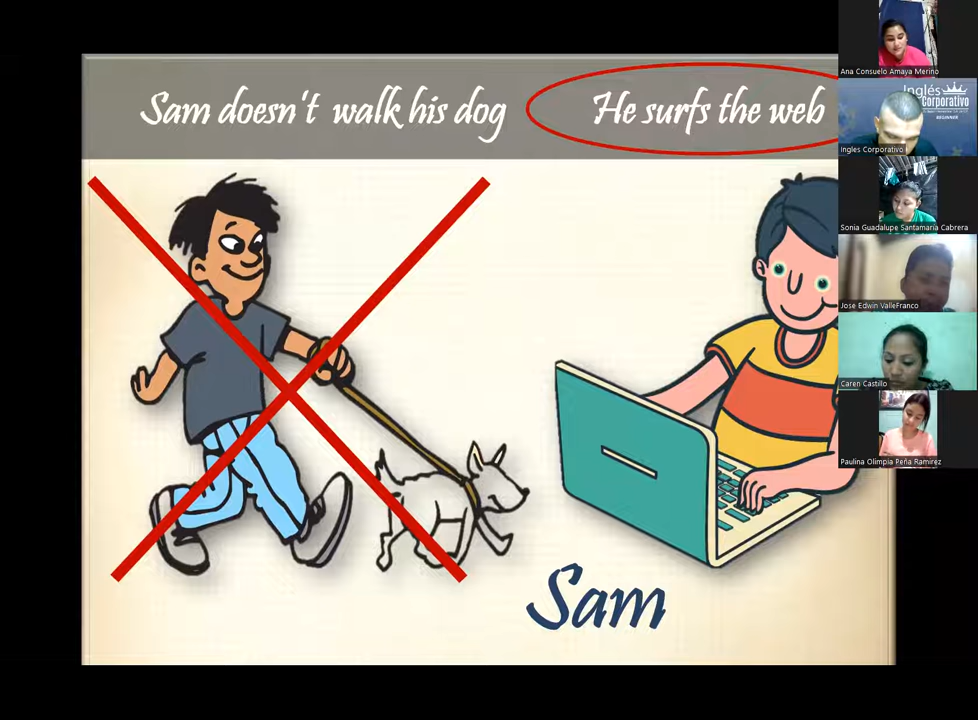 Sam doesn't walk his dog
He surfs the web
Sam
Ana Consuelo Amaya Merino
Inglés
Corporativo
BEGINNER
Ingles Corporativo
Sonia Guadalupe Santamaria Cabrera
Jose Edwin ValleFranco
Caren Castillo
Paulina Olimpia Peña Ramirez